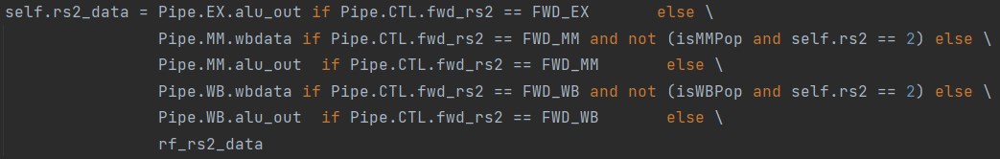 self.rs2_data = Pipe.EX.alu_out if Pipe.CTL.fwd_rs2 == FWD_EX       else \
                Pipe.MM.wbdata if Pipe.CTL.fwd_rs2 == FWD_MM and not (isMMPop and self.rs2 == 2) else \
                Pipe.MM.alu_out  if Pipe.CTL.fwd_rs2 == FWD_MM       else \
                Pipe.WB.wbdata if Pipe.CTL.fwd_rs2 == FWD_WB and not (isWBPop and self.rs2 == 2) else \
                Pipe.WB.alu_out  if Pipe.CTL.fwd_rs2 == FWD_WB       else \
                rf_rs2_data